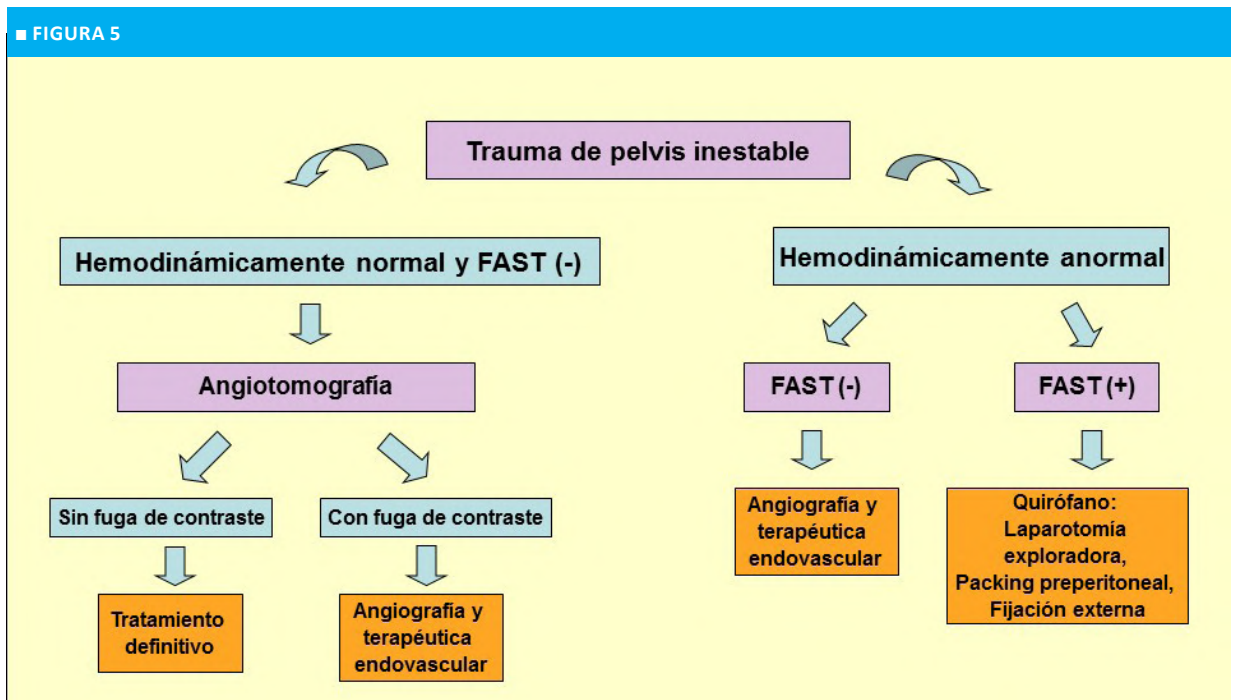 ■ FIGURA 5
Trauma de pelvis inestable
Hemodinámicamente normal y FAST (-)
Hemodinámicamente anormal
Angiotomografía
FAST (-)
FAST (+)
Sin fuga de contraste
Con fuga de contraste
Angiografía y
terapéutica
endovascular
Quirófano:
Laparotomía
exploradora,
Packing preperitoneal,
Fijación externa
Tratamiento
definitivo
Angiografía y
terapéutica
endovascular